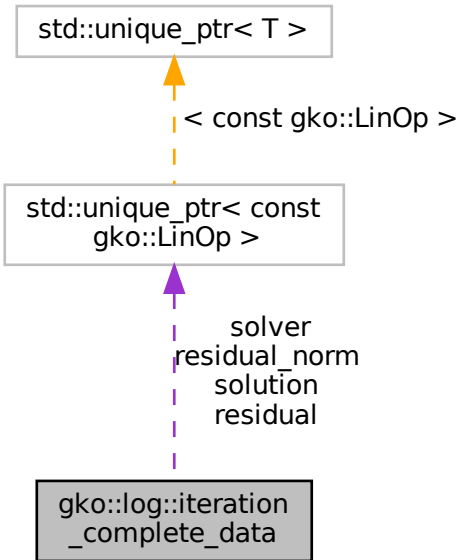 std::unique_ptr< T >
< const gko::LinOp >
std::unique_ptr< const
gko::LinOp >
solver
residual_norm
solution
residual
gko::log::iteration
_complete_data